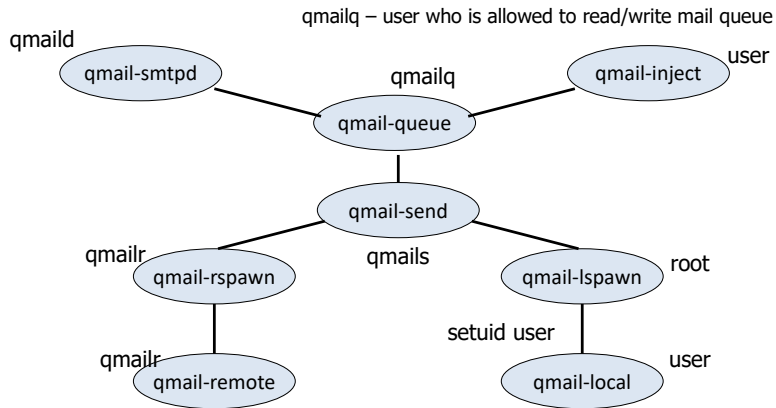 qmailq – user who is allowed to read/write mail queue
qmaild
user
qmail-smtpd
qmail-inject
qmailq
qmail-queue
qmail-send
qmailr
qmails
qmail-rspawn
qmail-lspawn
root
setuid user
qmailr
user
qmail-remote
qmail-local